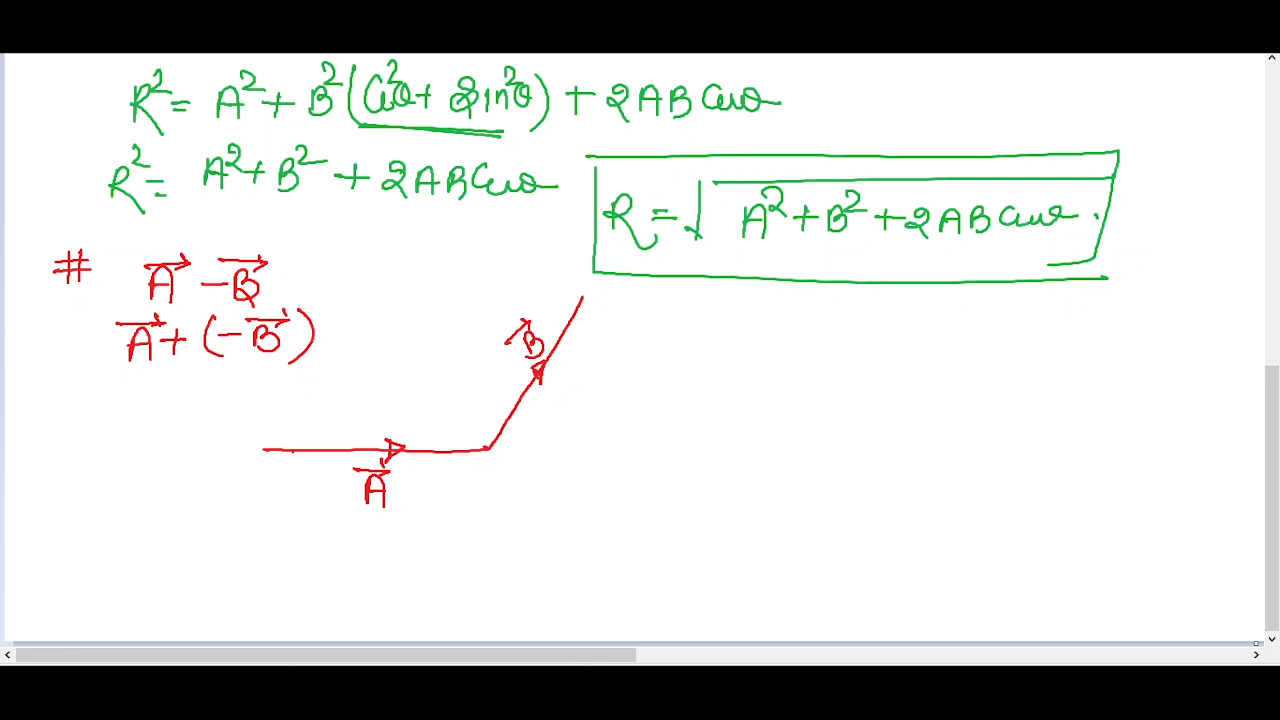 R² = A² + B² (Cos²θ + Sin²θ) + 2AB Cosθ
R² = A² + B² + 2AB Cosθ
R = √A² + B² + 2AB Cosθ .
# A⃗ - B⃗
A⃗ + (-B⃗)
B⃗
A⃗